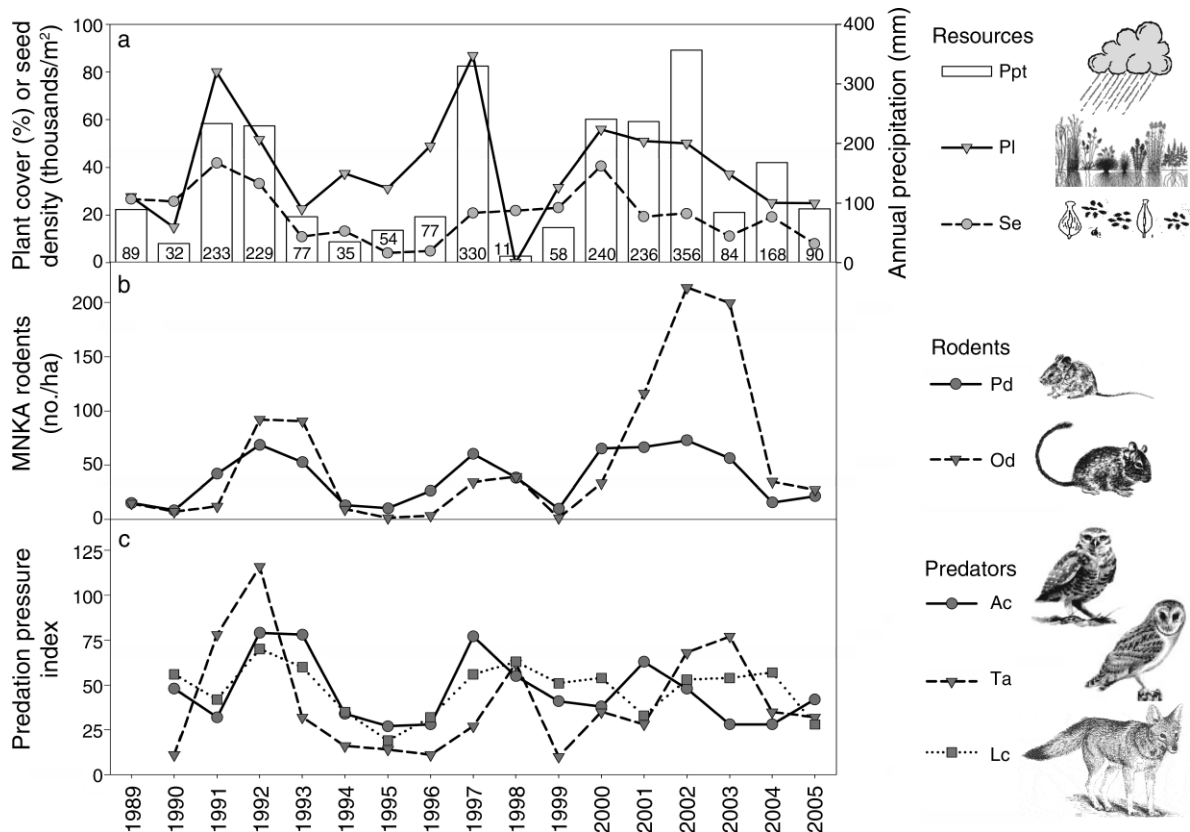 a
Plant cover (%) or seed
density (thousands/m²)
100
80
60
40
20
0
89
32
233
229
77
35
54
77
330
11
58
240
236
356
84
168
90
400
300
200
100
0
Annual precipitation (mm)
Resources
Ppt
Pl
Se
b
MNKA rodents
(no./ha)
200
150
100
50
0
Rodents
Pd
Od
c
Predation pressure
index
125
100
75
50
25
0
Predators
Ac
Ta
Lc
1989
1990
1991
1992
1993
1994
1995
1996
1997
1998
1999
2000
2001
2002
2003
2004
2005